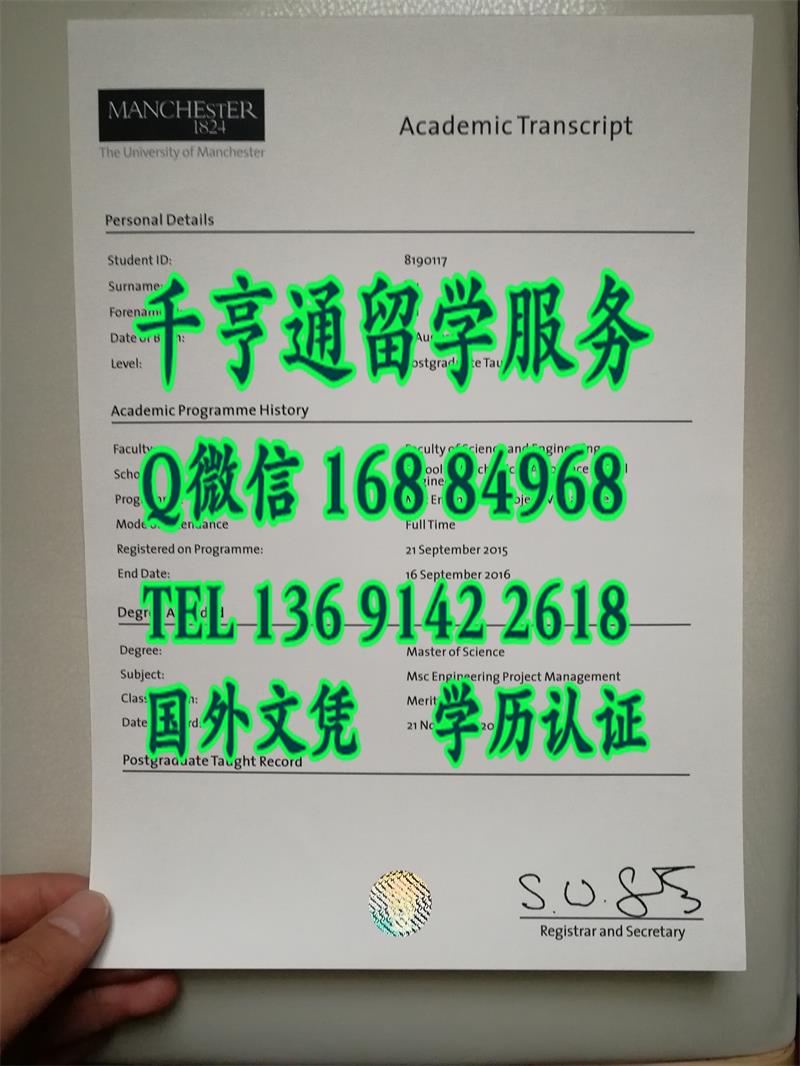 MANCHESTER
1824
The University of Manchester
Academic Transcript
Personal Details
Student ID: 8190117
Surname:
千亨通留学服务
Level:
Academic Programme History
Faculty
Q微信 168 84968
Full Time
Registered on Programme: 21 September 2015
End Date: 16 September 2016
TEL 136 9142 2618
Degree: Master of Science
Subject: Msc Engineering Project Management
Merit
国外文凭 学历认证
Postgraduate Taught Record
Registrar and Secretary